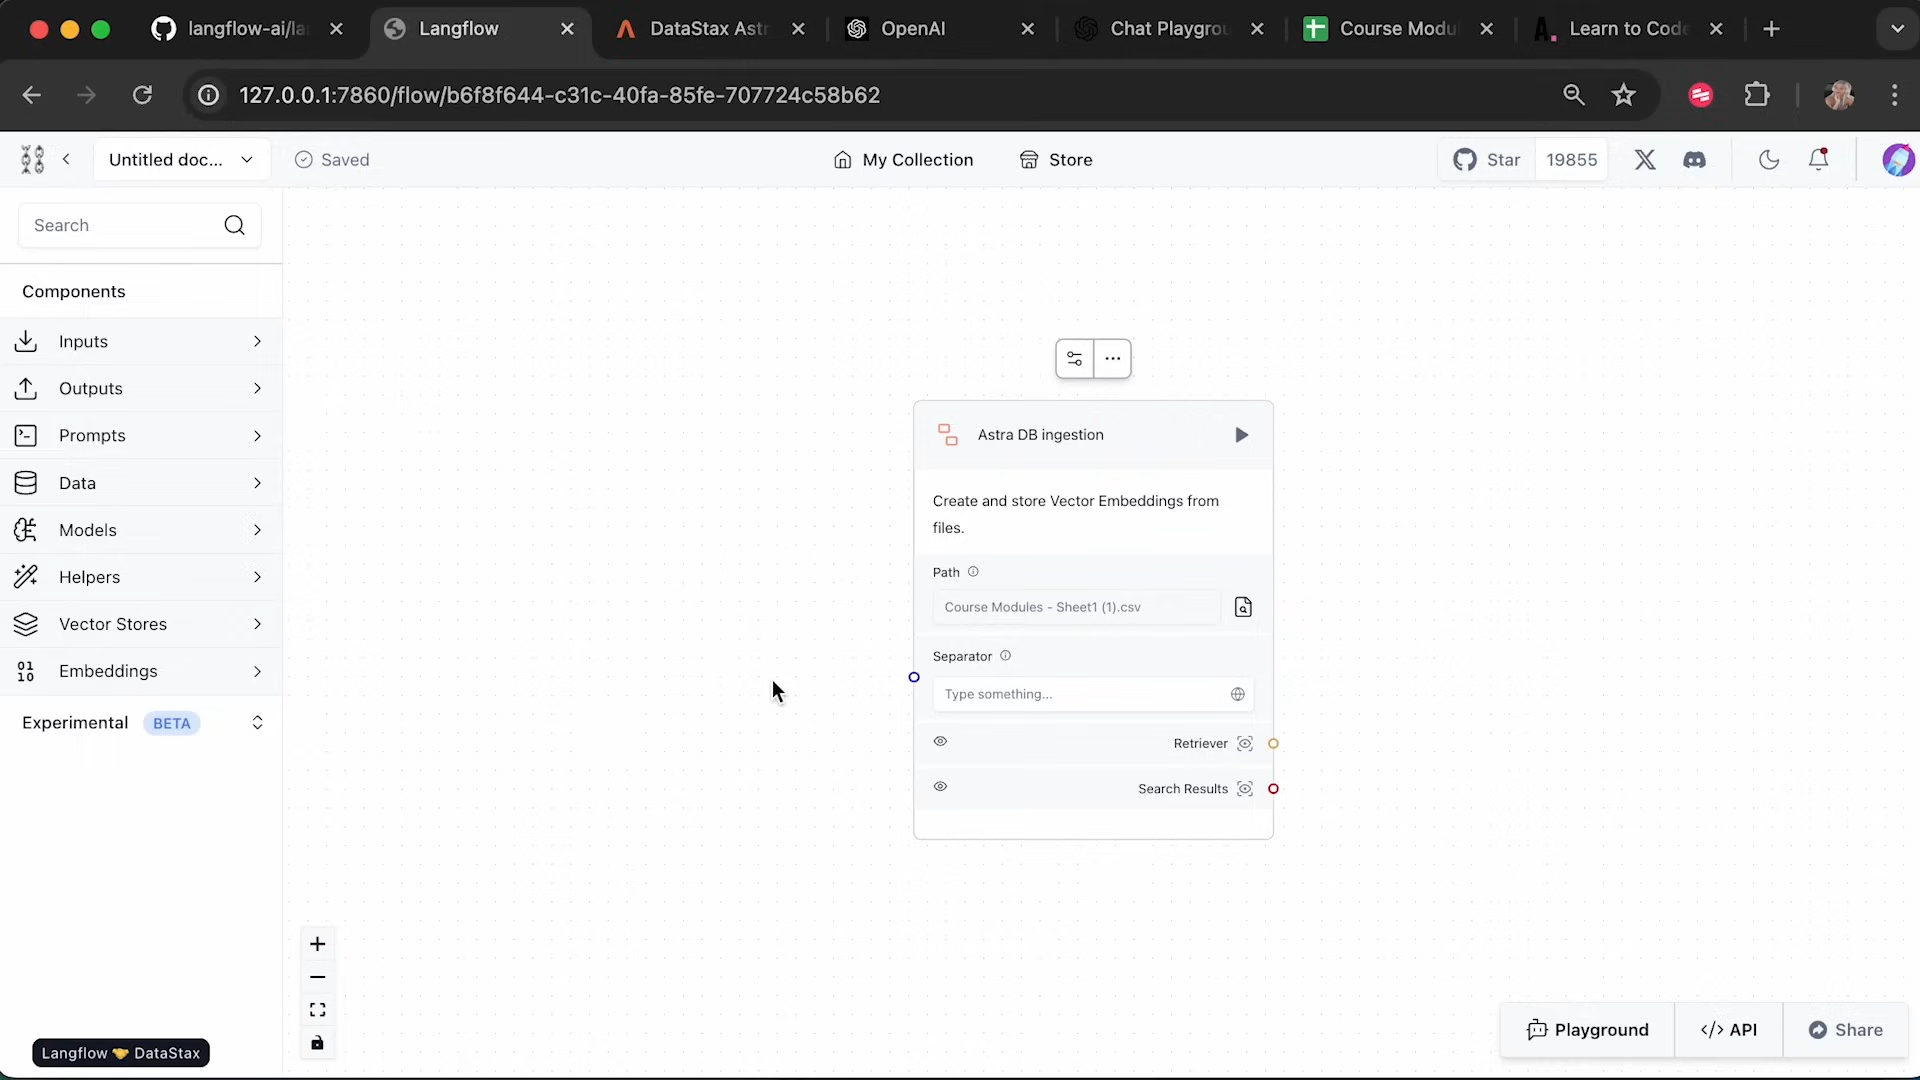 langflow-ai/la
Langflow
DataStax Astr
OpenAI
Chat Playgrou
Course Modul
Learn to Code
127.0.0.1:7860/flow/b6f8f644-c31c-40fa-85fe-707724c58b62
Untitled doc...
Saved
My Collection
Store
Star
19855
Search
Components
Inputs
Outputs
Prompts
Data
Models
Helpers
Vector Stores
Embeddings
Experimental BETA
Astra DB ingestion
Create and store Vector Embeddings from
files.
Path
Course Modules - Sheet1 (1).csv
Separator
Type something...
Retriever
Search Results
Playground
</> API
Share
Langflow 🤝 DataStax